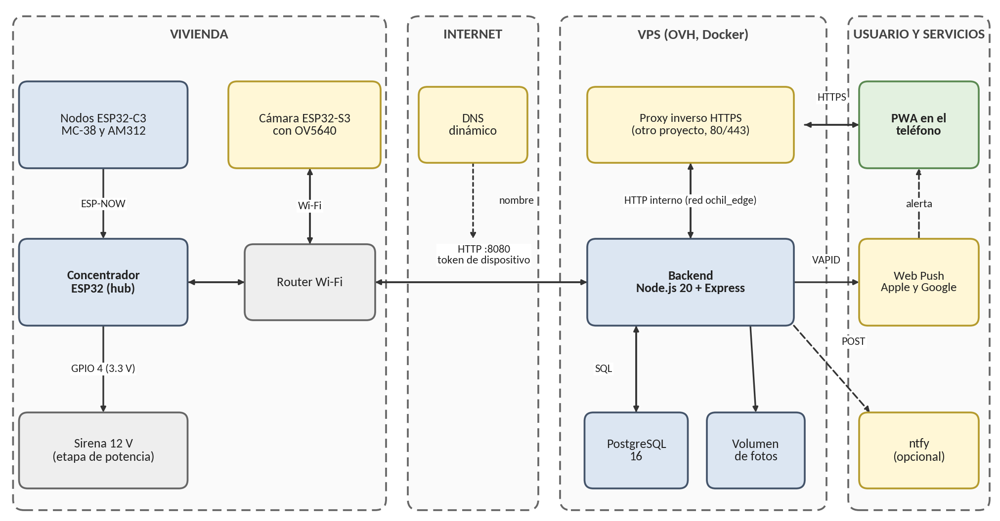 VIVIENDA
INTERNET
VPS (OVH, Docker)
USUARIO Y SERVICIOS
Nodos ESP32-C3
MC-38 y AM312
Cámara ESP32-S3
con OV5640
DNS
dinámico
Proxy inverso HTTPS
(otro proyecto, 80/443)
HTTPS
PWA en el
teléfono
ESP-NOW
Wi-Fi
nombre
HTTP interno (red ochil_edge)
alerta
HTTP :8080
token de dispositivo
VAPID
Concentrador
ESP32 (hub)
Router Wi-Fi
Backend
Node.js 20 + Express
Web Push
Apple y Google
POST
GPIO 4 (3.3 V)
SQL
Sirena 12 V
(etapa de potencia)
PostgreSQL
16
Volumen
de fotos
ntfy
(opcional)